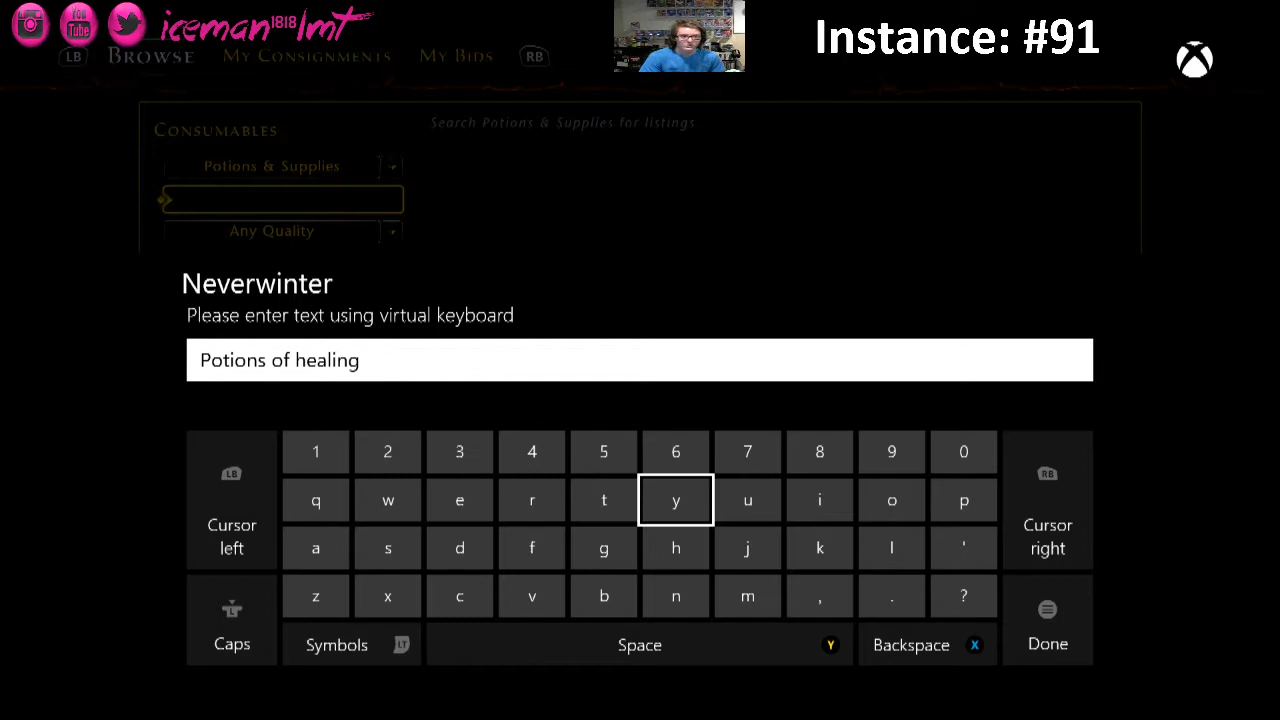 iceman1818lmt
Instance: #91
LB Browse My Consignments My Bids RB
Consumables
Search Potions & Supplies for listings
Potions & Supplies
Any Quality
Neverwinter
Please enter text using virtual keyboard
Potions of healing
1 2 3 4 5 6 7 8 9 0
LB RB
q w e r t y u i o p
Cursor left
Cursor right
a s d f g h j k l '
z x c v b n m , . ?
Caps Symbols LT Space Y Backspace X Done